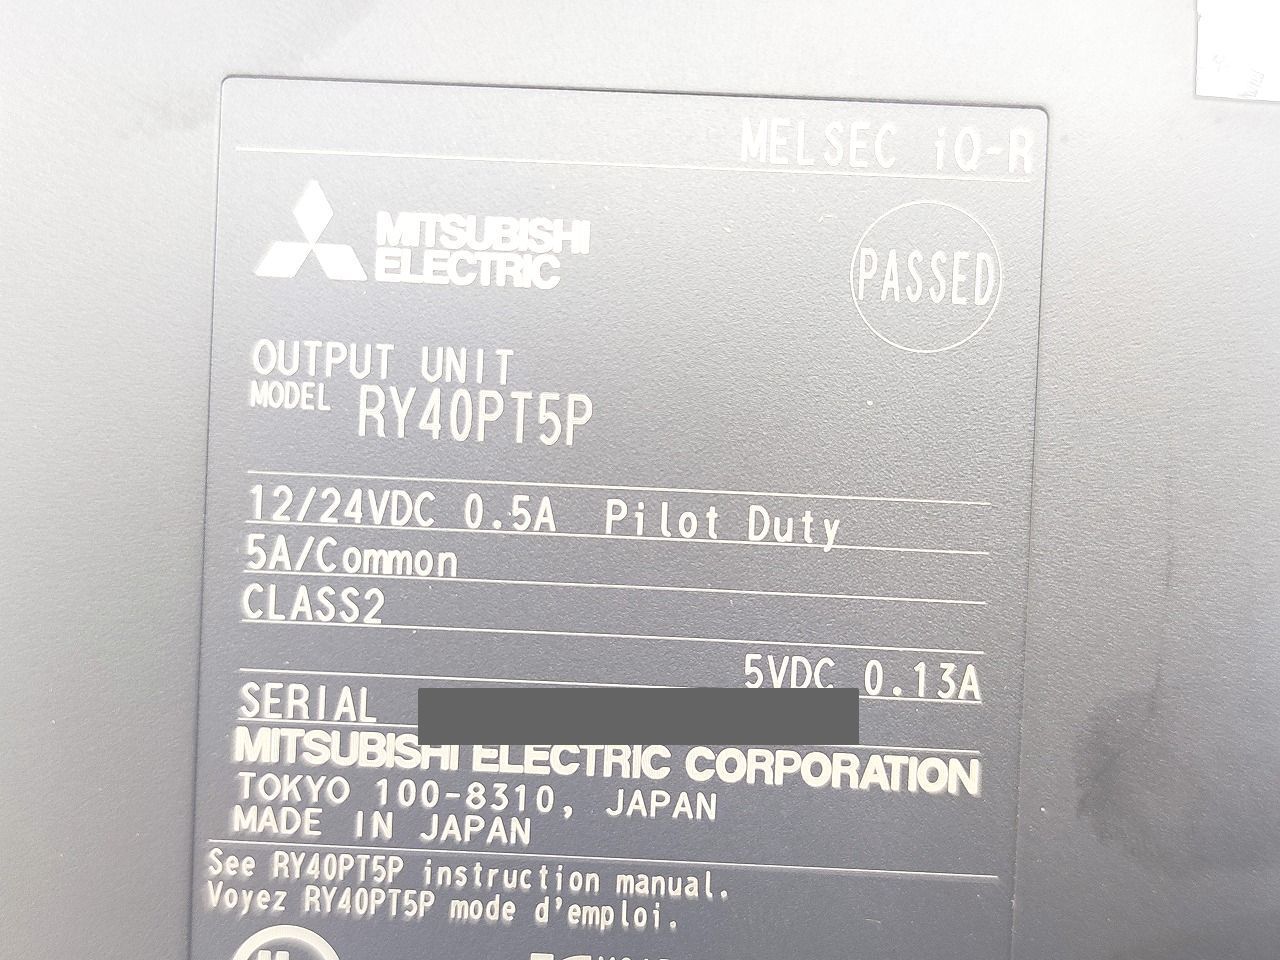 MELSEC iQ-R
MITSUBISHI
ELECTRIC
PASSED
OUTPUT UNIT
MODEL RY40PT5P
12/24VDC 0.5A Pilot Duty
5A/Common
CLASS2
5VDC 0.13A
SERIAL
MITSUBISHI ELECTRIC CORPORATION
TOKYO 100-8310, JAPAN
MADE IN JAPAN
See RY40PT5P instruction manual.
Voyez RY40PT5P mode d'emploi.